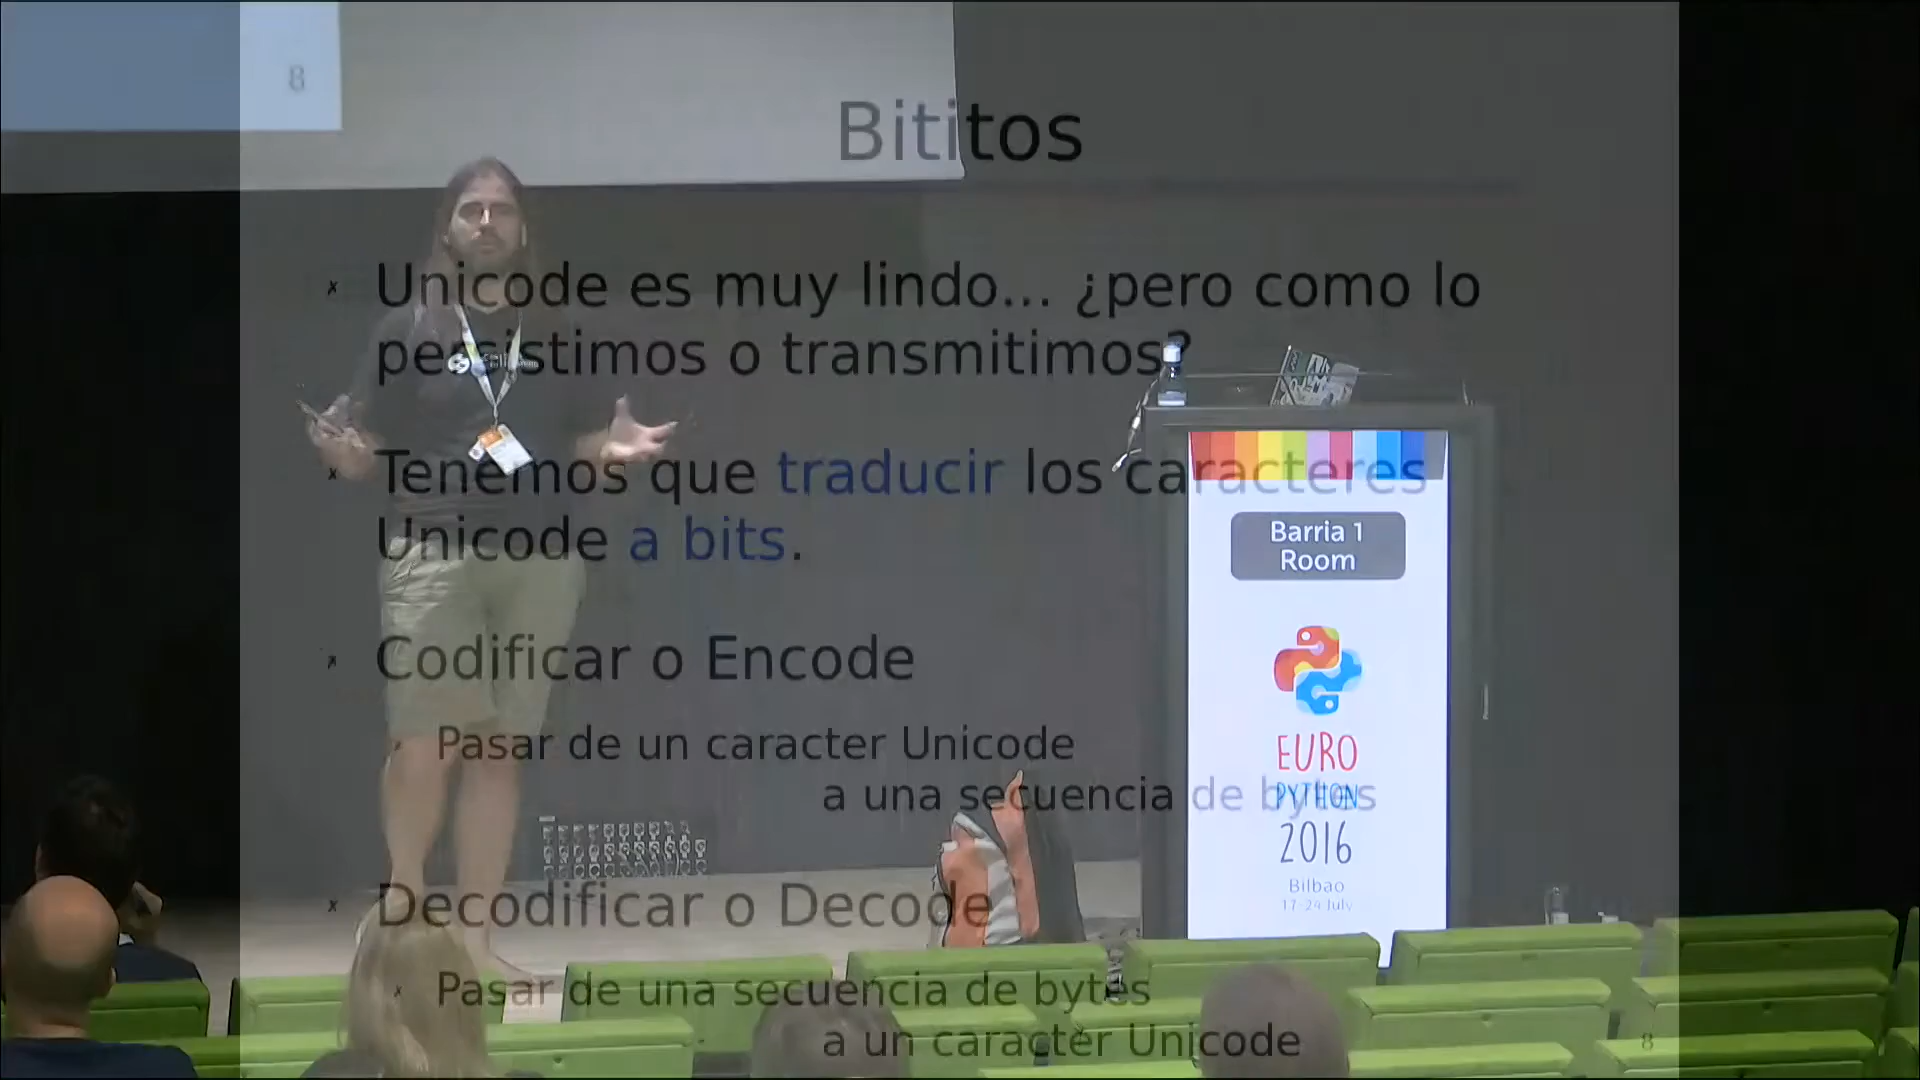 8
Bititos
Unicode es muy lindo... ¿pero como lo
persistimos o transmitimos?
Tenemos que traducir los caracteres
Unicode a bits.
Codificar o Encode
Pasar de un caracter Unicode
a una secuencia de bytes
Decodificar o Decode
Pasar de una secuencia de bytes
a un caracter Unicode
8
Barria 1
Room
EURO
PYTHON
2016
Bilbao
17-24 July